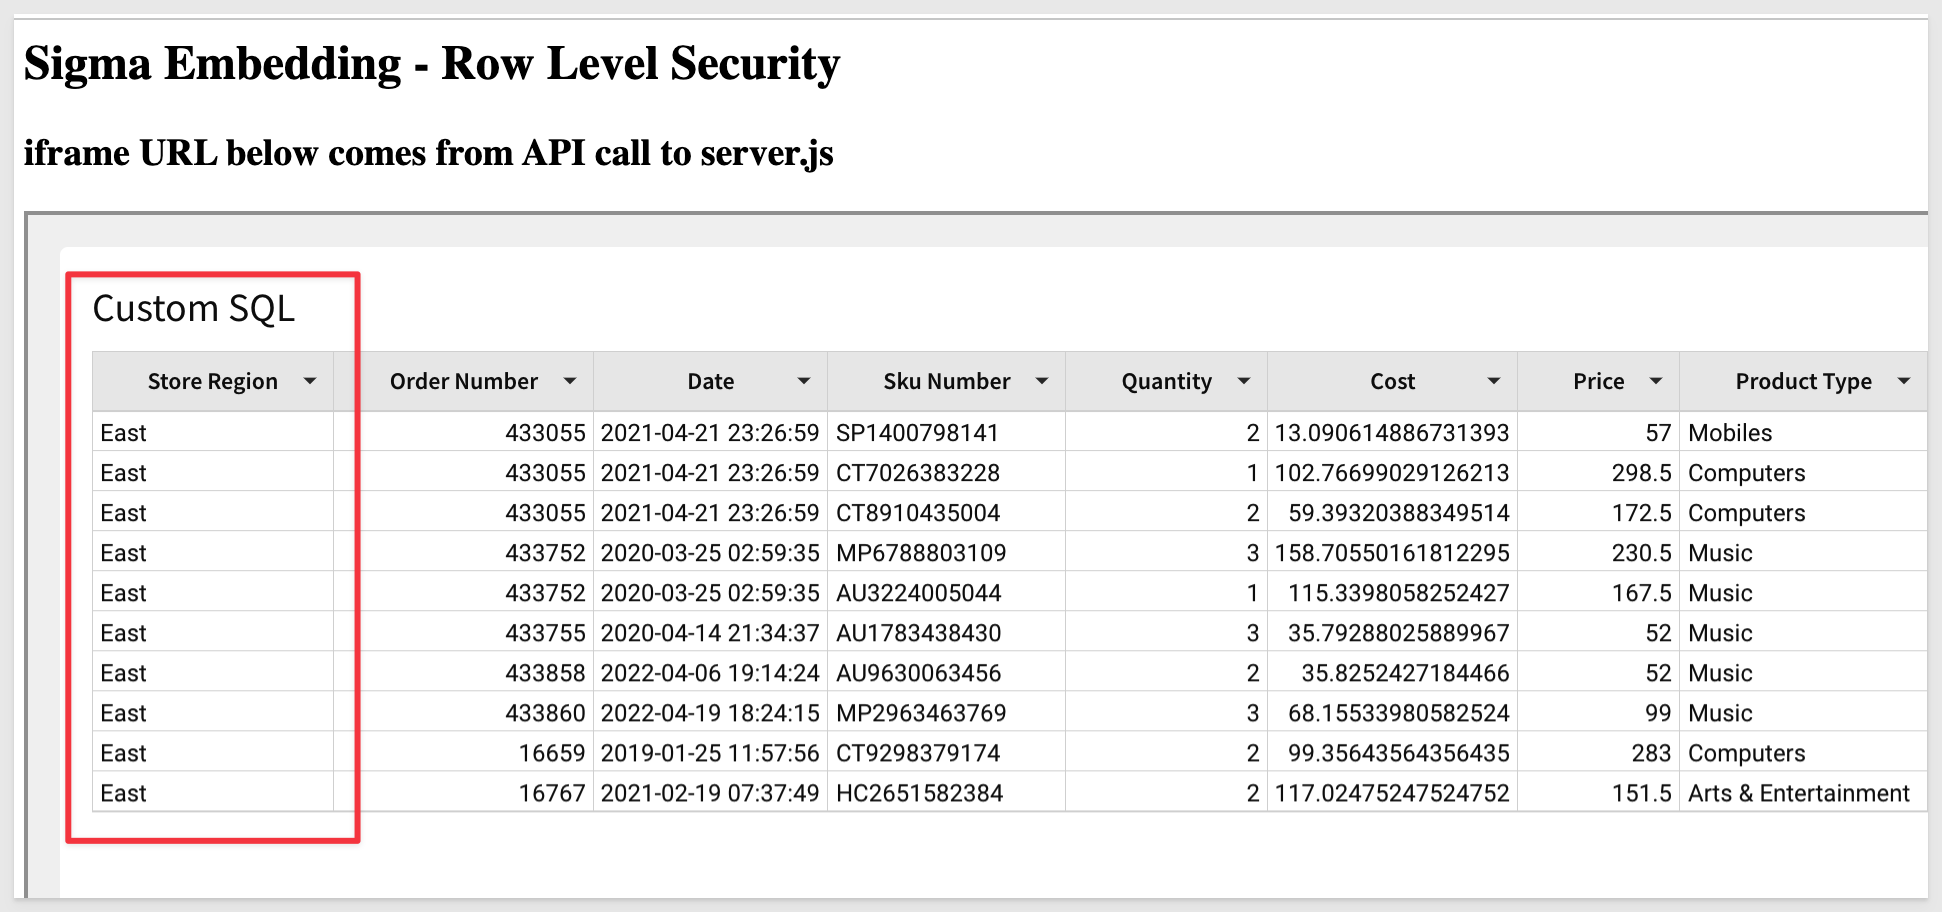 Sigma Embedding - Row Level Security
iframe URL below comes from API call to server.js
Custom SQL
Store Region Order Number Date Sku Number Quantity Cost Price Product Type
East 433055 2021-04-21 23:26:59 SP1400798141 2 13.090614886731393 57 Mobiles
East 433055 2021-04-21 23:26:59 CT7026383228 1 102.76699029126213 298.5 Computers
East 433055 2021-04-21 23:26:59 CT8910435004 2 59.39320388349514 172.5 Computers
East 433752 2020-03-25 02:59:35 MP6788803109 3 158.70550161812295 230.5 Music
East 433752 2020-03-25 02:59:35 AU3224005044 1 115.3398058252427 167.5 Music
East 433755 2020-04-14 21:34:37 AU1783438430 3 35.79288025889967 52 Music
East 433858 2022-04-06 19:14:24 AU9630063456 2 35.8252427184466 52 Music
East 433860 2022-04-19 18:24:15 MP2963463769 3 68.15533980582524 99 Music
East 16659 2019-01-25 11:57:56 CT9298379174 2 99.35643564356435 283 Computers
East 16767 2021-02-19 07:37:49 HC2651582384 2 117.02475247524752 151.5 Arts & Entertainment